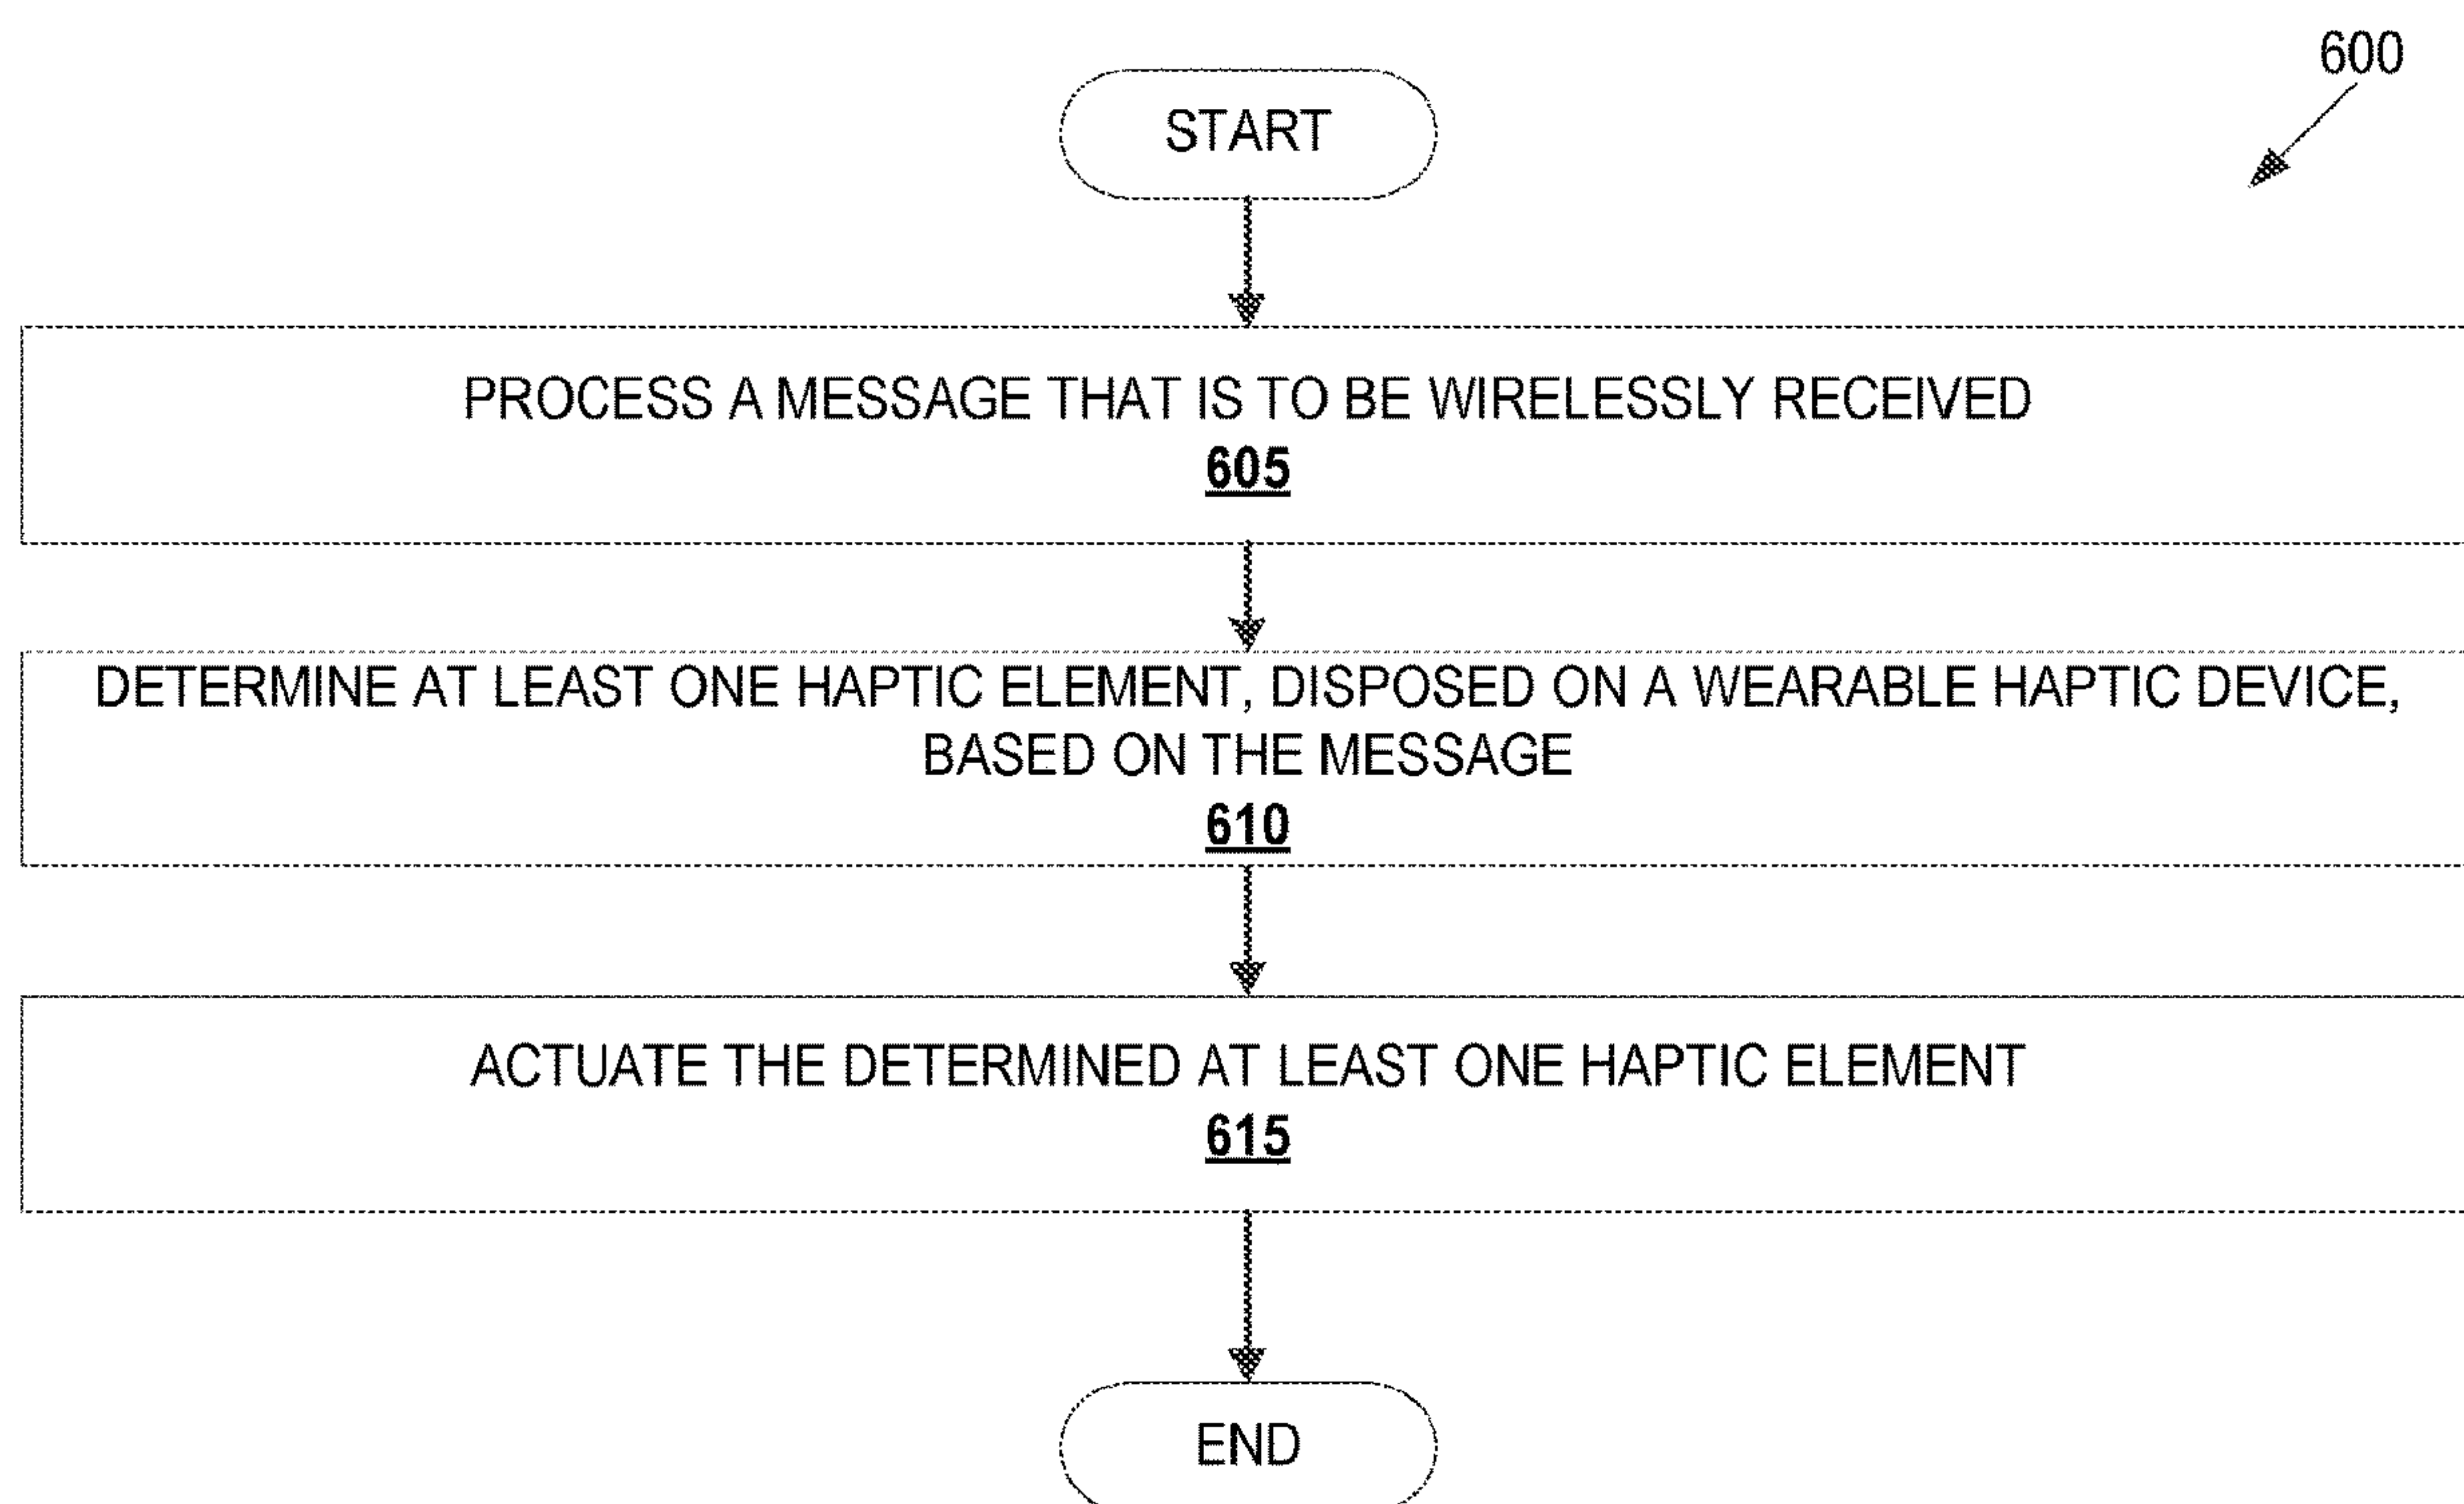 600
START
PROCESS A MESSAGE THAT IS TO BE WIRELESSLY RECEIVED
605
DETERMINE AT LEAST ONE HAPTIC ELEMENT, DISPOSED ON A WEARABLE HAPTIC DEVICE,
BASED ON THE MESSAGE
610
ACTUATE THE DETERMINED AT LEAST ONE HAPTIC ELEMENT
615
END